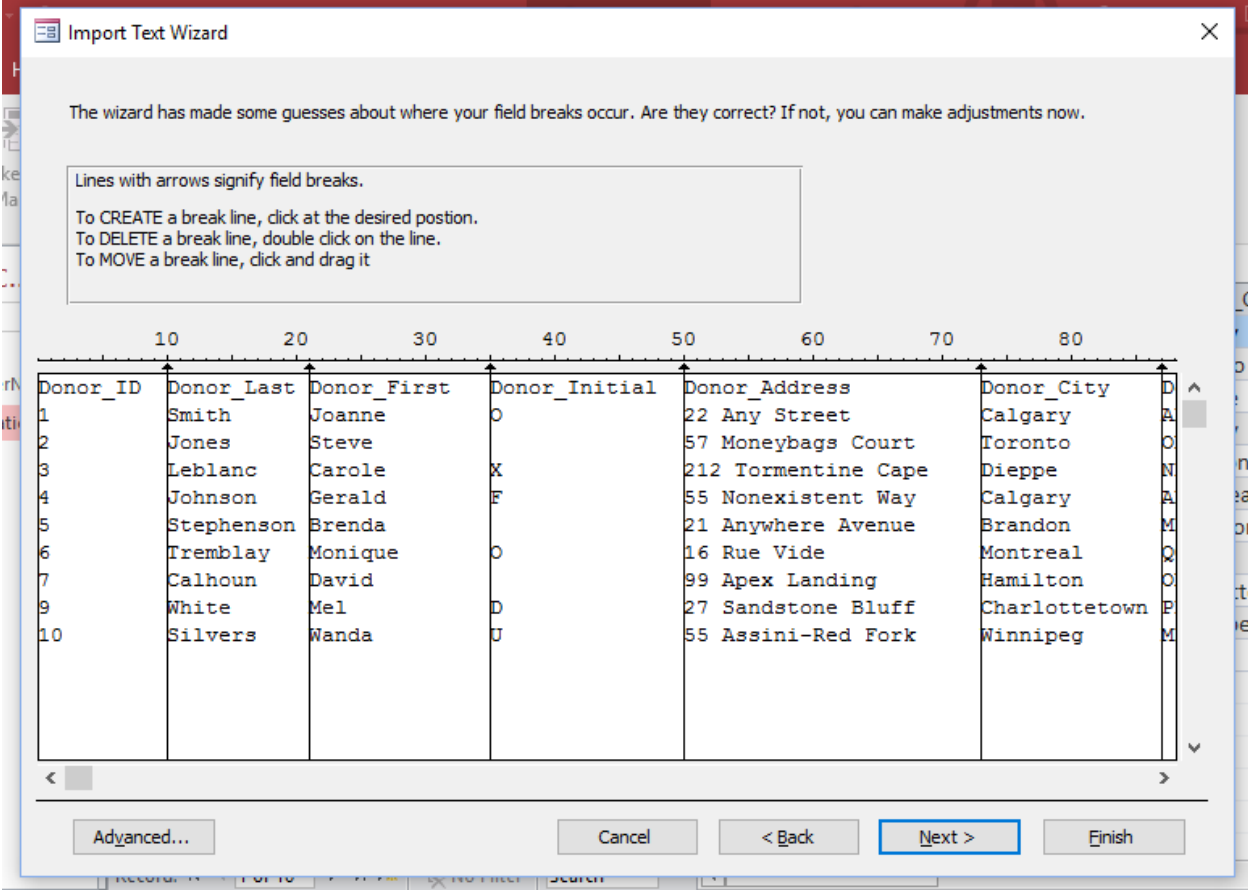 Import Text Wizard
The wizard has made some guesses about where your field breaks occur. Are they correct? If not, you can make adjustments now.
Lines with arrows signify field breaks.
To CREATE a break line, click at the desired postion.
To DELETE a break line, double click on the line.
To MOVE a break line, click and drag it
10 20 30 40 50 60 70 80
Donor_ID Donor_Last Donor_First Donor_Initial Donor_Address Donor_City D
1 Smith Joanne O 22 Any Street Calgary A
2 Jones Steve 57 Moneybags Court Toronto O
3 Leblanc Carole X 212 Tormentine Cape Dieppe N
4 Johnson Gerald F 55 Nonexistent Way Calgary A
5 Stephenson Brenda 21 Anywhere Avenue Brandon M
6 Tremblay Monique O 16 Rue Vide Montreal Q
7 Calhoun David 99 Apex Landing Hamilton O
9 White Mel D 27 Sandstone Bluff Charlottetown P
10 Silvers Wanda U 55 Assini-Red Fork Winnipeg M
Advanced... Cancel < Back Next > Finish